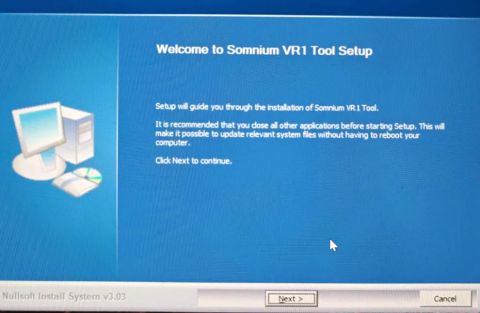 Welcome to Somnium VR1 Tool Setup
Setup will guide you through the installation of Somnium VR1 Tool.
It is recommended that you close all other applications before starting Setup. This will
make it possible to update relevant system files without having to reboot your
computer.
Click Next to continue.
Nullsoft Install System v3.03
Next >
Cancel